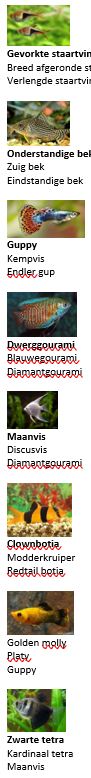 Gevorkte staartvin
Breed afgeronde st
Verlengde staartvin
Onderstandige bek
Zuig bek
Eindstandige bek
Guppy
Kempvis
Endler gup
Dwerggourami
Blauwegourami
Diamantgourami
Maanvis
Discusvis
Diamantgourami
Clownbotia
Modderkruiper
Redtail botia
Golden molly
Platy
Guppy
Zwarte tetra
Kardinaal tetra
Maanvis